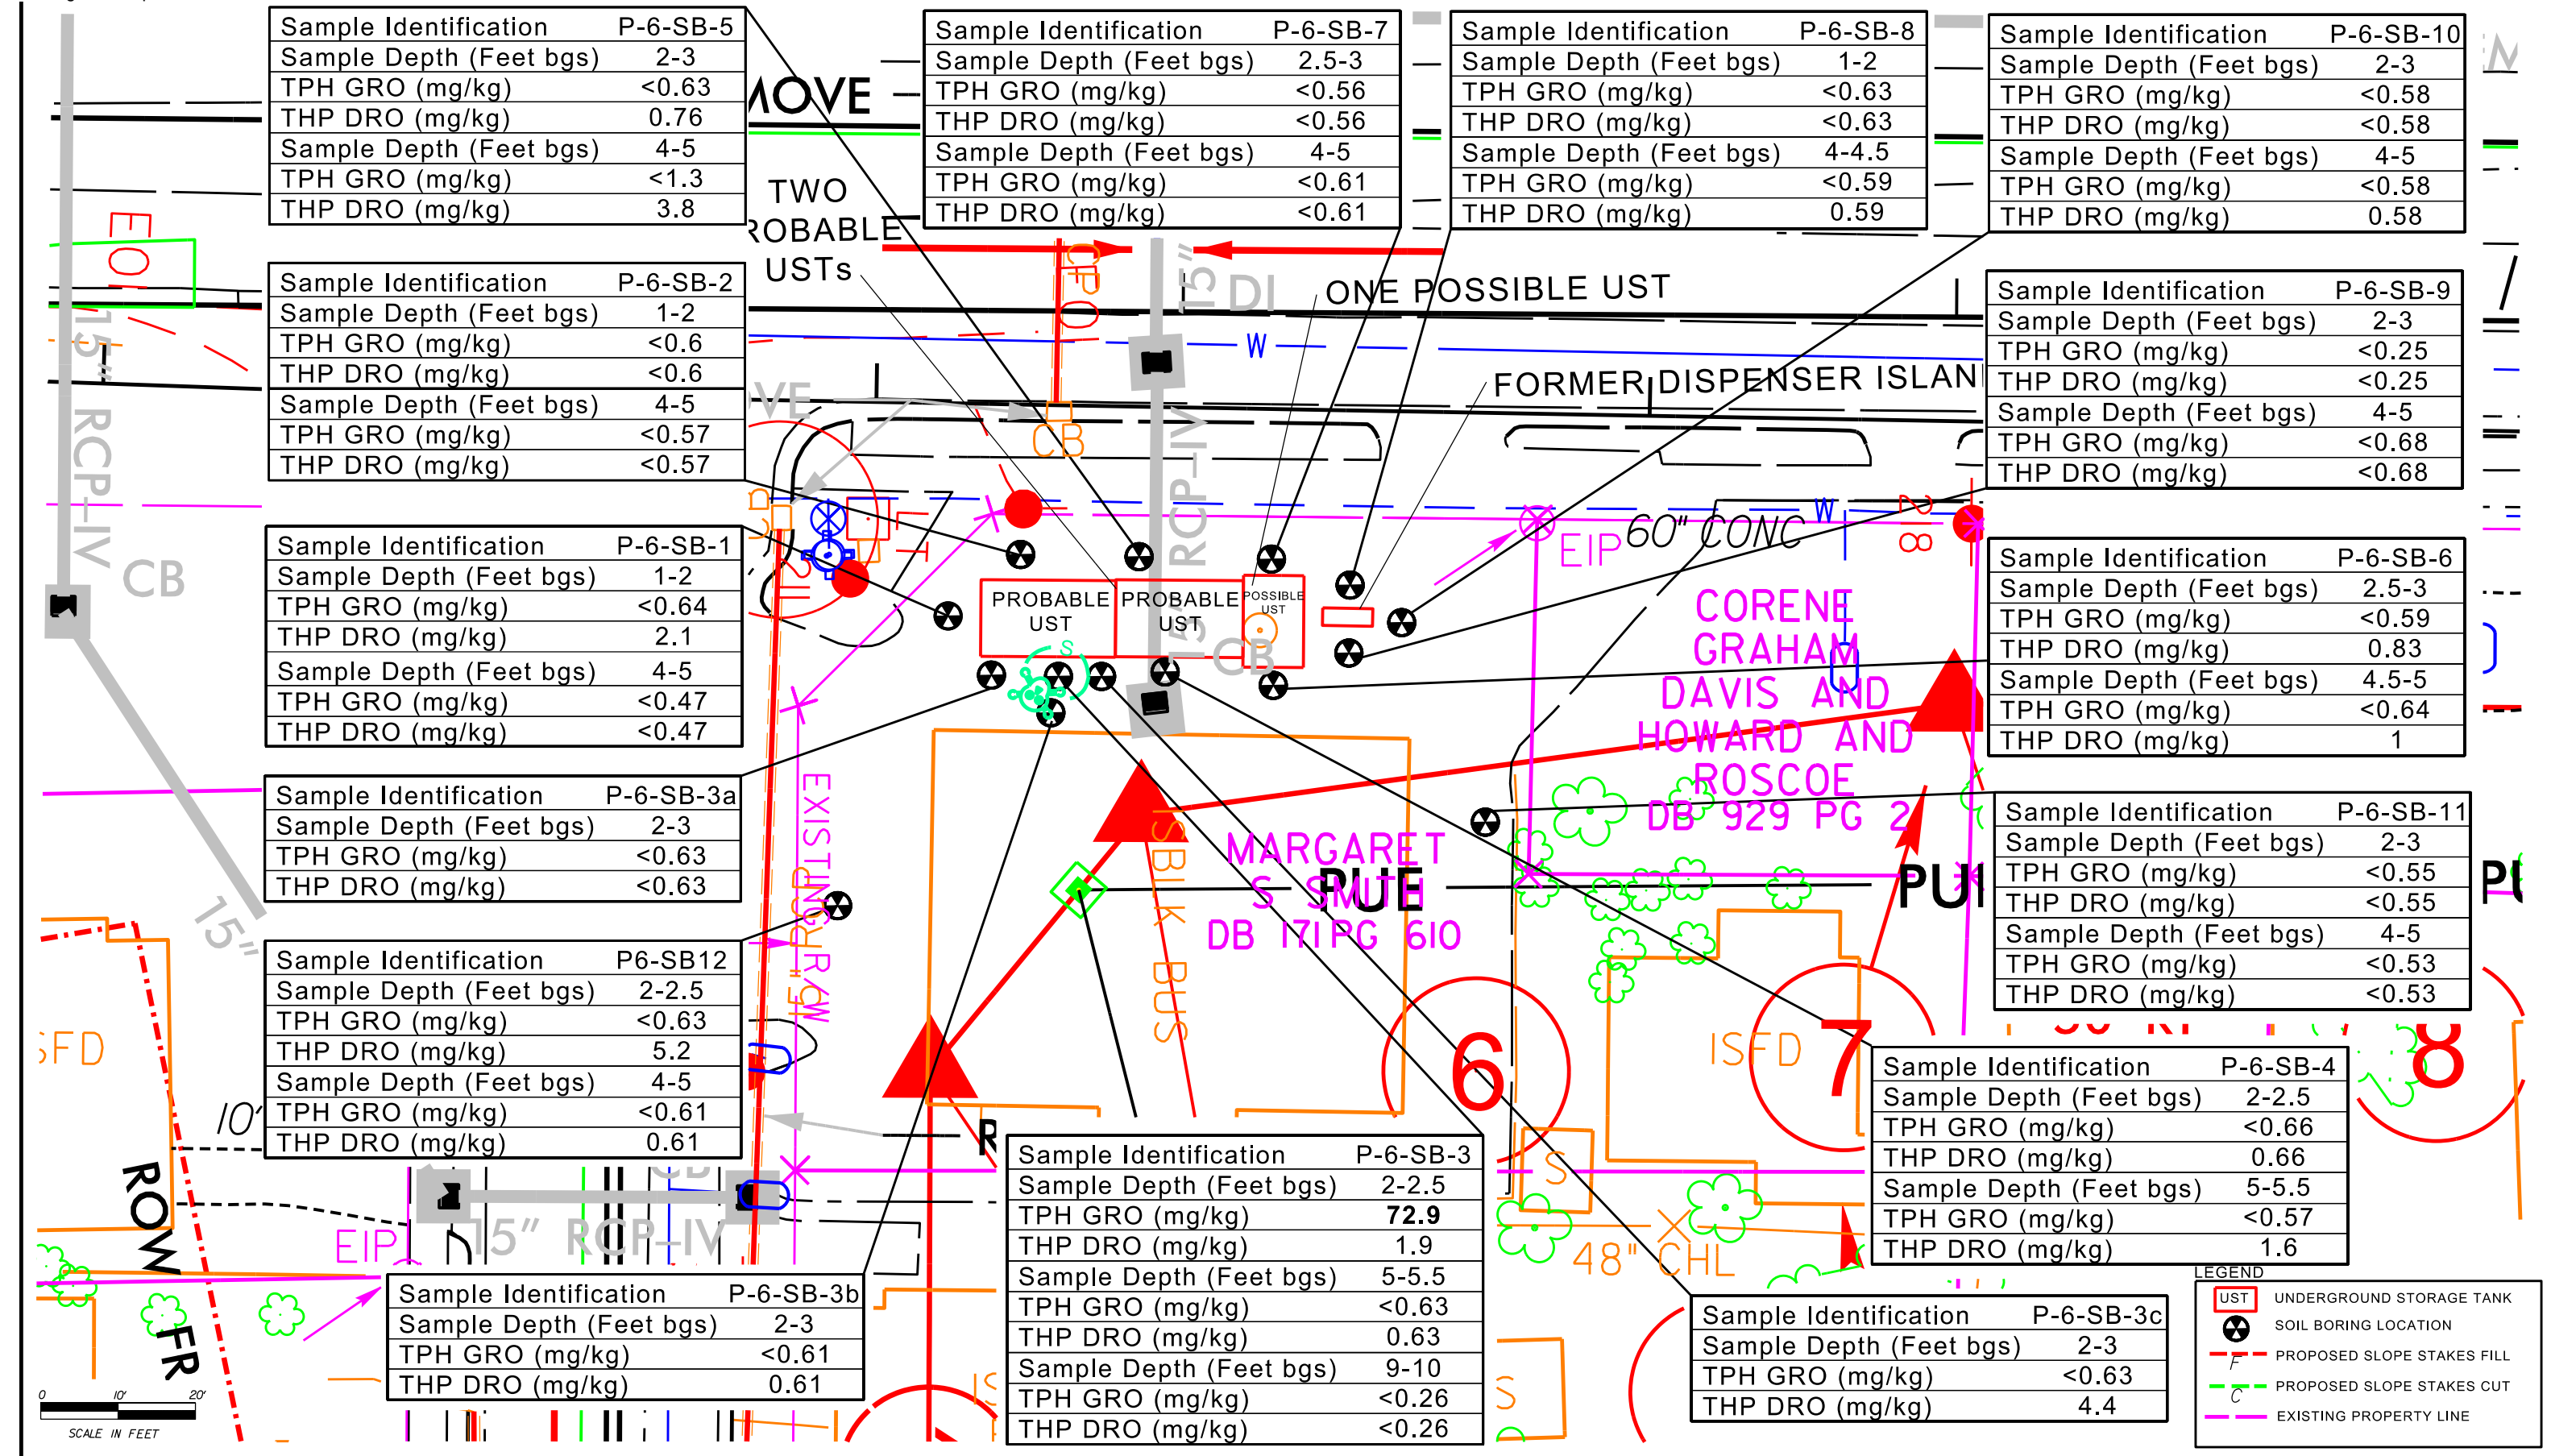 Sample Identification P-6-SB-5
Sample Depth (Feet bgs) 2-3
TPH GRO (mg/kg) <0.63
THP DRO (mg/kg) 0.76
Sample Depth (Feet bgs) 4-5
TPH GRO (mg/kg) <1.3
THP DRO (mg/kg) 3.8
Sample Identification P-6-SB-7
Sample Depth (Feet bgs) 2.5-3
TPH GRO (mg/kg) <0.56
THP DRO (mg/kg) <0.56
Sample Depth (Feet bgs) 4-5
TPH GRO (mg/kg) <0.61
THP DRO (mg/kg) <0.61
Sample Identification P-6-SB-8
Sample Depth (Feet bgs) 1-2
TPH GRO (mg/kg) <0.63
THP DRO (mg/kg) <0.63
Sample Depth (Feet bgs) 4-4.5
TPH GRO (mg/kg) <0.59
THP DRO (mg/kg) 0.59
Sample Identification P-6-SB-10
Sample Depth (Feet bgs) 2-3
TPH GRO (mg/kg) <0.58
THP DRO (mg/kg) <0.58
Sample Depth (Feet bgs) 4-5
TPH GRO (mg/kg) <0.58
THP DRO (mg/kg) 0.58
MOVE
TWO
ROBABLE
USTs
15" DI
ONE POSSIBLE UST
W
FORMER DISPENSER ISLAN
Sample Identification P-6-SB-2
Sample Depth (Feet bgs) 1-2
TPH GRO (mg/kg) <0.6
THP DRO (mg/kg) <0.6
Sample Depth (Feet bgs) 4-5
TPH GRO (mg/kg) <0.57
THP DRO (mg/kg) <0.57
Sample Identification P-6-SB-9
Sample Depth (Feet bgs) 2-3
TPH GRO (mg/kg) <0.25
THP DRO (mg/kg) <0.25
Sample Depth (Feet bgs) 4-5
TPH GRO (mg/kg) <0.68
THP DRO (mg/kg) <0.68
15" RCP-IV
CB
OVE
CB
15" RCP-IV
CB
W
60" CONC
EIP
Sample Identification P-6-SB-1
Sample Depth (Feet bgs) 1-2
TPH GRO (mg/kg) <0.64
THP DRO (mg/kg) 2.1
Sample Depth (Feet bgs) 4-5
TPH GRO (mg/kg) <0.47
THP DRO (mg/kg) <0.47
PROBABLE
UST
PROBABLE
UST
POSSIBLE
UST
S
CORENE
GRAHAM
DAVIS AND
HOWARD AND
ROSCOE
DB 929 PG 2
Sample Identification P-6-SB-6
Sample Depth (Feet bgs) 2.5-3
TPH GRO (mg/kg) <0.59
THP DRO (mg/kg) 0.83
Sample Depth (Feet bgs) 4.5-5
TPH GRO (mg/kg) <0.64
THP DRO (mg/kg) 1
Sample Identification P-6-SB-3a
Sample Depth (Feet bgs) 2-3
TPH GRO (mg/kg) <0.63
THP DRO (mg/kg) <0.63
EXISTING R/W
ISBLK BUS
MARGARET
S SMITH
DB 171 PG 610
PUE
Sample Identification P-6-SB-11
Sample Depth (Feet bgs) 2-3
TPH GRO (mg/kg) <0.55
THP DRO (mg/kg) <0.55
Sample Depth (Feet bgs) 4-5
TPH GRO (mg/kg) <0.53
THP DRO (mg/kg) <0.53
15"
Sample Identification P6-SB12
Sample Depth (Feet bgs) 2-2.5
TPH GRO (mg/kg) <0.63
THP DRO (mg/kg) 5.2
Sample Depth (Feet bgs) 4-5
TPH GRO (mg/kg) <0.61
THP DRO (mg/kg) 0.61
SFD
10'
6
ISFD
7
8
Sample Identification P-6-SB-4
Sample Depth (Feet bgs) 2-2.5
TPH GRO (mg/kg) <0.66
THP DRO (mg/kg) 0.66
Sample Depth (Feet bgs) 5-5.5
TPH GRO (mg/kg) <0.57
THP DRO (mg/kg) 1.6
Sample Identification P-6-SB-3
Sample Depth (Feet bgs) 2-2.5
TPH GRO (mg/kg) 72.9
THP DRO (mg/kg) 1.9
Sample Depth (Feet bgs) 5-5.5
TPH GRO (mg/kg) <0.63
THP DRO (mg/kg) 0.63
Sample Depth (Feet bgs) 9-10
TPH GRO (mg/kg) <0.26
THP DRO (mg/kg) <0.26
S
48" CHL
ROW
FR
EIP
15" RCP-IV
CB
Sample Identification P-6-SB-3b
Sample Depth (Feet bgs) 2-3
TPH GRO (mg/kg) <0.61
THP DRO (mg/kg) 0.61
S
Sample Identification P-6-SB-3c
Sample Depth (Feet bgs) 2-3
TPH GRO (mg/kg) <0.63
THP DRO (mg/kg) 4.4
0 10' 20'
SCALE IN FEET
LEGEND
UST UNDERGROUND STORAGE TANK
SOIL BORING LOCATION
F PROPOSED SLOPE STAKES FILL
C PROPOSED SLOPE STAKES CUT
EXISTING PROPERTY LINE